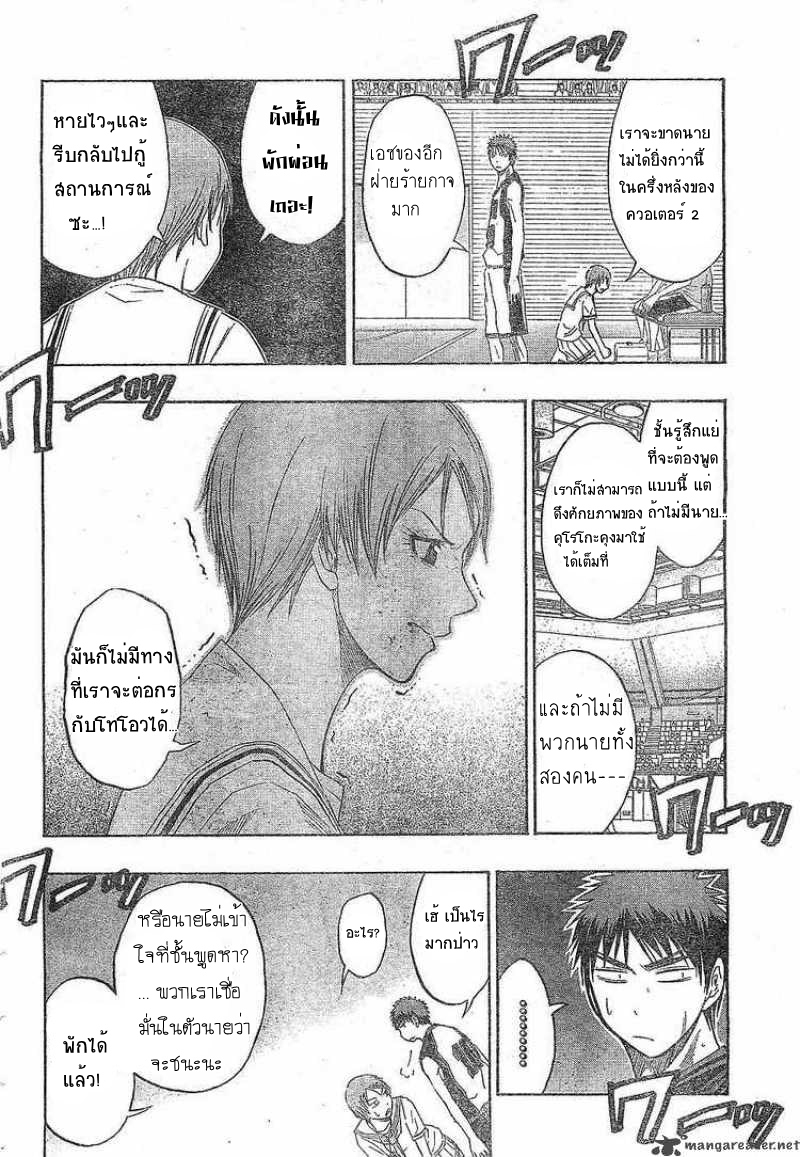 ワーッ
เราจะขาดนาย
ไม่ได้ยิ่งกว่านี้
ในครึ่งหลังของ
ควอเตอร์ 2
เอซของอีก
ฝ่ายร้ายกาจ
มาก
ดังนั้น
พักผ่อน
เถอะ!
หายไวๆและ
รีบกลับไปกู้
สถานการณ์
ซะ...!
ワーッ
ชั้นรู้สึกแย่
ที่จะต้องพูด
แบบนี้ แต่
ถ้าไม่มีนาย...
เราก็ไม่สามารถ
ดึงศักยภาพของ
คุโรโกะคุงมาใช้
ได้เต็มที่
และถ้าไม่มี
พวกนายทั้ง
สองคน---
มันก็ไม่มีทาง
ที่เราจะต่อกร
กับโทโอวได้...
ワーッ
ワーッ
เฮ้ เป็นไร
มากป่าว
อะไร?
หรือนายไม่เข้า
ใจที่ชั้นพูดหา?
... พวกเราเชื่อ
มั่นในตัวนายว่า
จะชนะนะ
พักได้
แล้ว!
ワーッ
mangareader.net